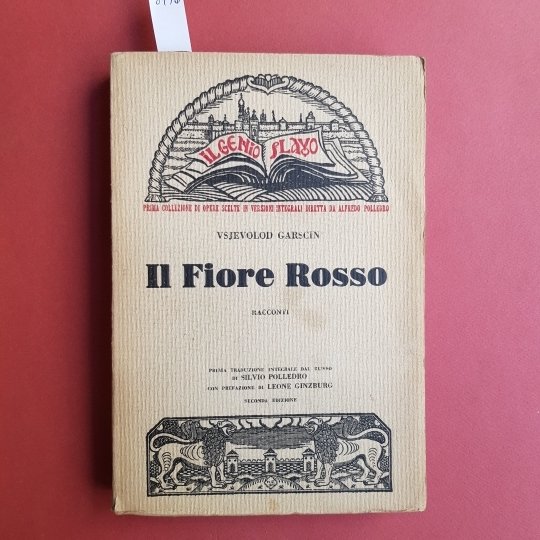 IL GENIO SLAVO
PRIMA COLLEZIONE DI OPERE SCELTE IN VERSIONI INTEGRALI DIRETTA DA ALFREDO POLLEDRO
VSJEVOLOD GARSCIN
Il Fiore Rosso
RACCONTI
PRIMA TRADUZIONE INTEGRALE DAL RUSSO
DI SILVIO POLLEDRO
CON PREFAZIONE DI LEONE GINZBURG
SECONDA EDIZIONE